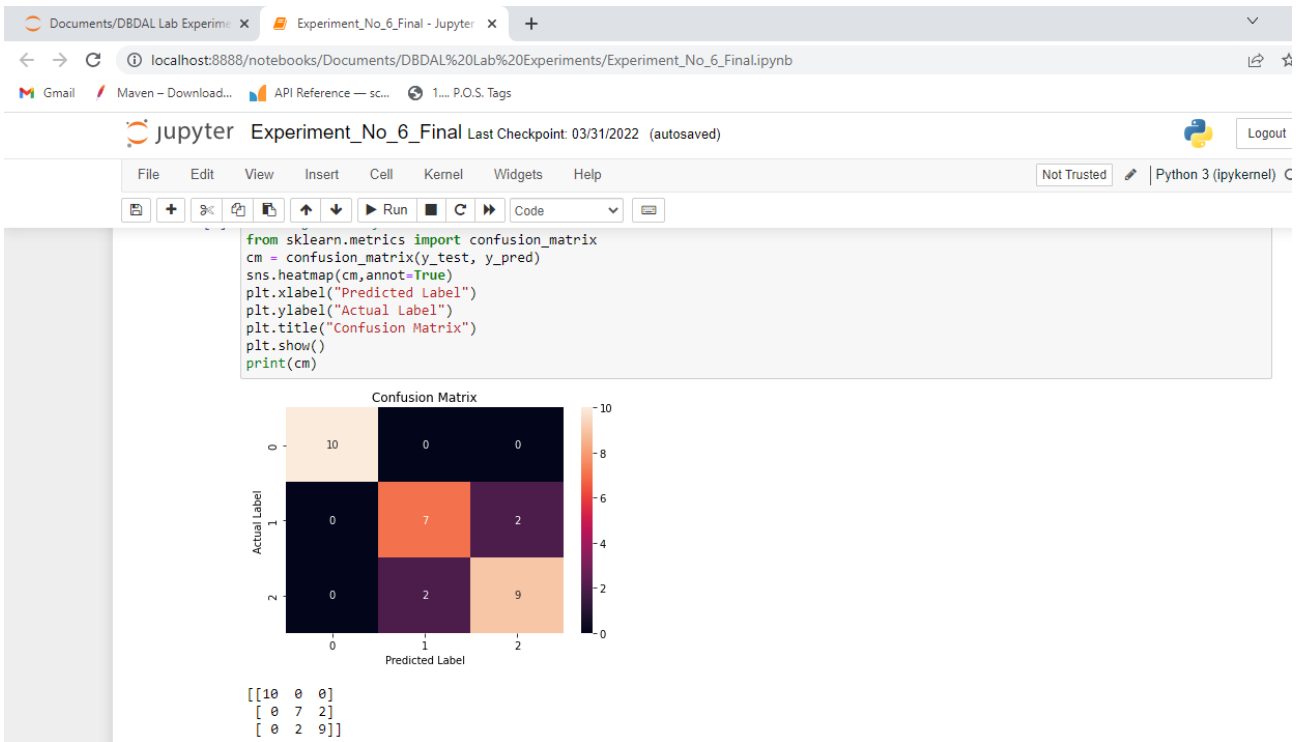 Documents/DBDAL Lab Experime
Experiment_No_6_Final - Jupyter
localhost:8888/notebooks/Documents/DBDAL%20Lab%20Experiments/Experiment_No_6_Final.ipynb
Gmail Maven – Download... API Reference — sc... 1.... P.O.S. Tags
jupyter Experiment_No_6_Final Last Checkpoint: 03/31/2022 (autosaved)
Logout
File Edit View Insert Cell Kernel Widgets Help
Not Trusted Python 3 (ipykernel)
Run Code
from sklearn.metrics import confusion_matrix
cm = confusion_matrix(y_test, y_pred)
sns.heatmap(cm,annot=True)
plt.xlabel("Predicted Label")
plt.ylabel("Actual Label")
plt.title("Confusion Matrix")
plt.show()
print(cm)
Confusion Matrix
10
0 10 0 0
8
6
Actual Label
1 0 7 2
4
2 0 2 9
2
0
0 1 2
Predicted Label
[[10 0 0]
[ 0 7 2]
[ 0 2 9]]